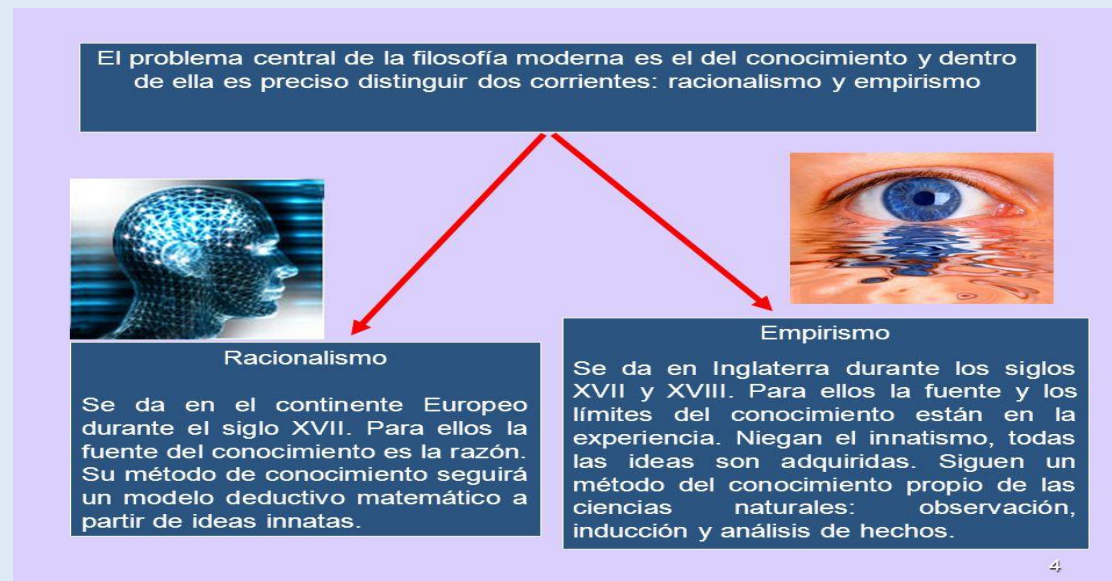 El problema central de la filosofía moderna es el del conocimiento y dentro
de ella es preciso distinguir dos corrientes: racionalismo y empirismo
Racionalismo
Se da en el continente Europeo
durante el siglo XVII. Para ellos la
fuente del conocimiento es la razón.
Su método de conocimiento seguirá
un modelo deductivo matemático a
partir de ideas innatas.
Empirismo
Se da en Inglaterra durante los siglos
XVII y XVIII. Para ellos la fuente y los
límites del conocimiento están en la
experiencia. Niegan el innatismo, todas
las ideas son adquiridas. Siguen un
método del conocimiento propio de las
ciencias naturales: observación,
inducción y análisis de hechos.
4